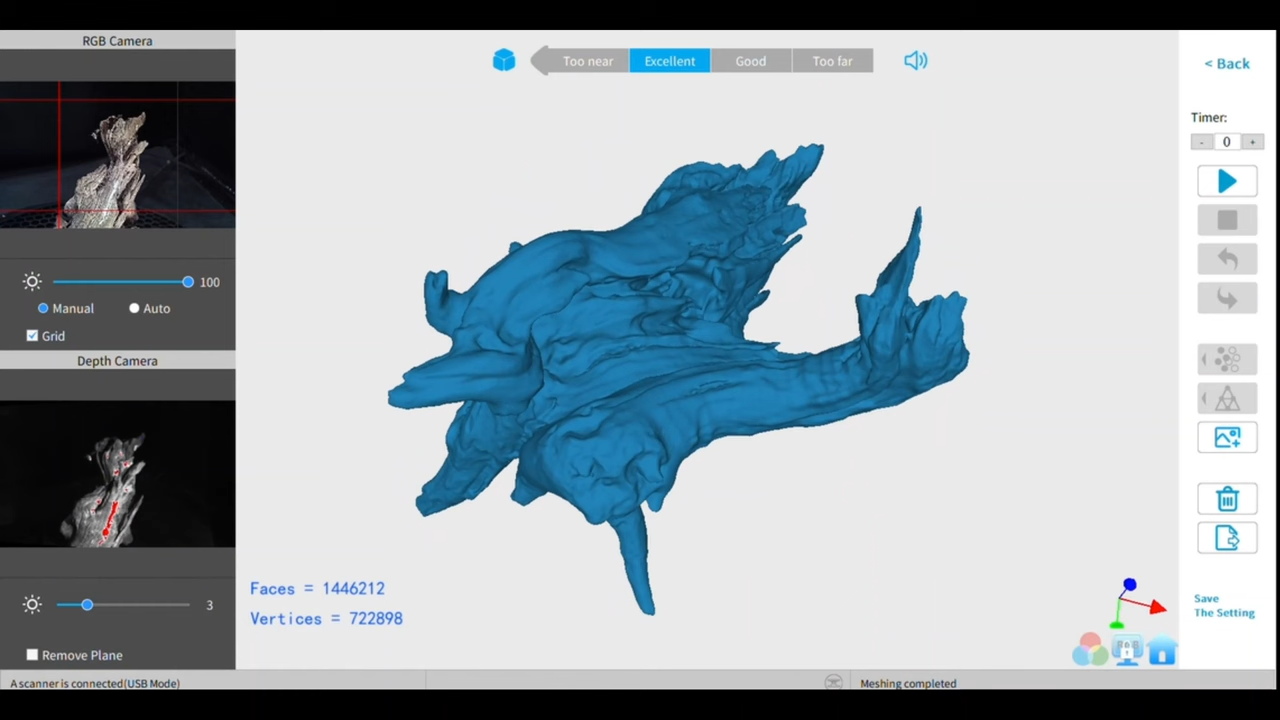 RGB Camera
Too near
Excellent
Good
Too far
< Back
Timer:
- 0 +
100
Manual
Auto
Grid
Depth Camera
3
Remove Plane
Faces = 1446212
Vertices = 722898
Save
The Setting
A scanner is connected(USB Mode)
Meshing completed